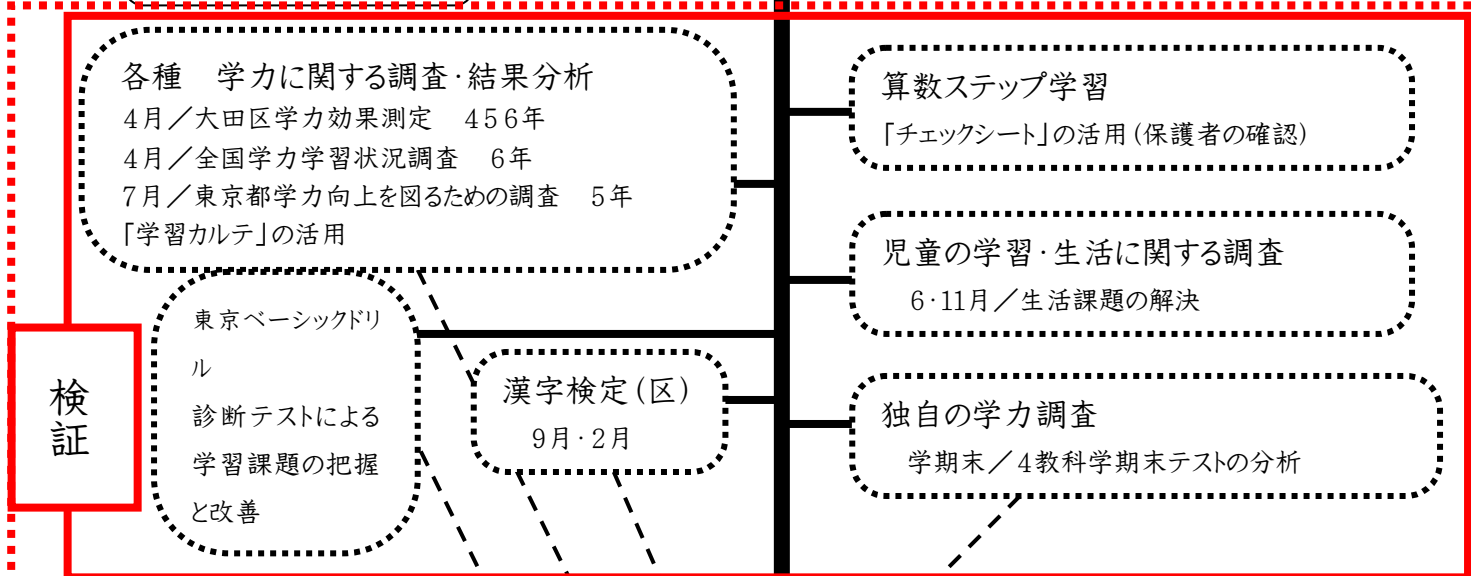 各種　学力に関する調査・結果分析
4月／大田区学力効果測定　456年
4月／全国学力学習状況調査　6年
7月／東京都学力向上を図るための調査　5年
「学習カルテ」の活用
東京ベーシックドリ
ル
診断テストによる
学習課題の把握
と改善
漢字検定(区)
9月・2月
検証
算数ステップ学習
「チェックシート」の活用(保護者の確認)
児童の学習・生活に関する調査
6・11月／生活課題の解決
独自の学力調査
学期末／4教科学期末テストの分析